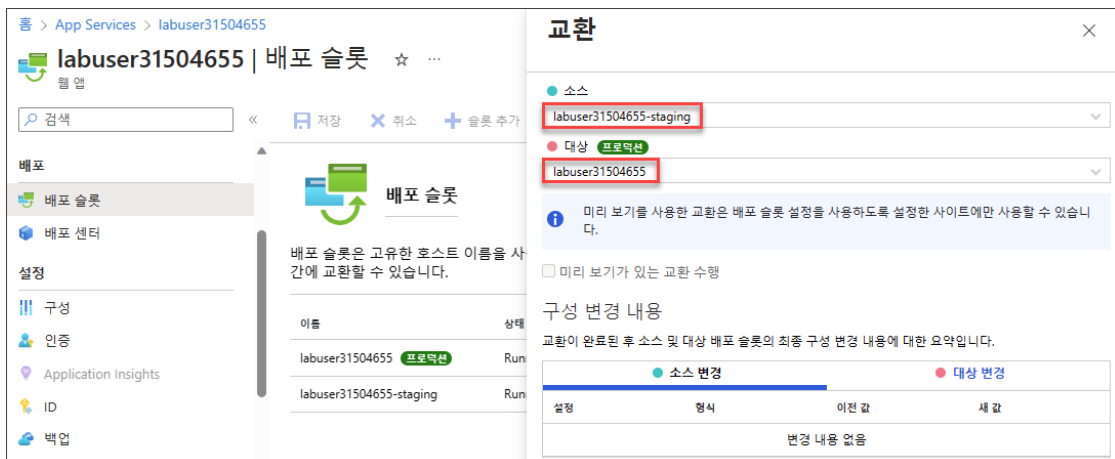 홈 > App Services > labuser31504655
labuser31504655 | 배포 슬롯 ☆ ···
웹 앱
검색 «
저장 취소 슬롯 추가
배포
배포 슬롯
배포 센터
설정
구성
인증
Application Insights
ID
백업
배포 슬롯
배포 슬롯은 고유한 호스트 이름을 사
간에 교환할 수 있습니다.
이름 상태
labuser31504655 프로덕션 Run
labuser31504655-staging Run
교환
소스
labuser31504655-staging
대상 프로덕션
labuser31504655
미리 보기를 사용한 교환은 배포 슬롯 설정을 사용하도록 설정한 사이트에만 사용할 수 있습니
다.
미리 보기가 있는 교환 수행
구성 변경 내용
교환이 완료된 후 소스 및 대상 배포 슬롯의 최종 구성 변경 내용에 대한 요약입니다.
소스 변경 대상 변경
설정 형식 이전 값 새 값
변경 내용 없음